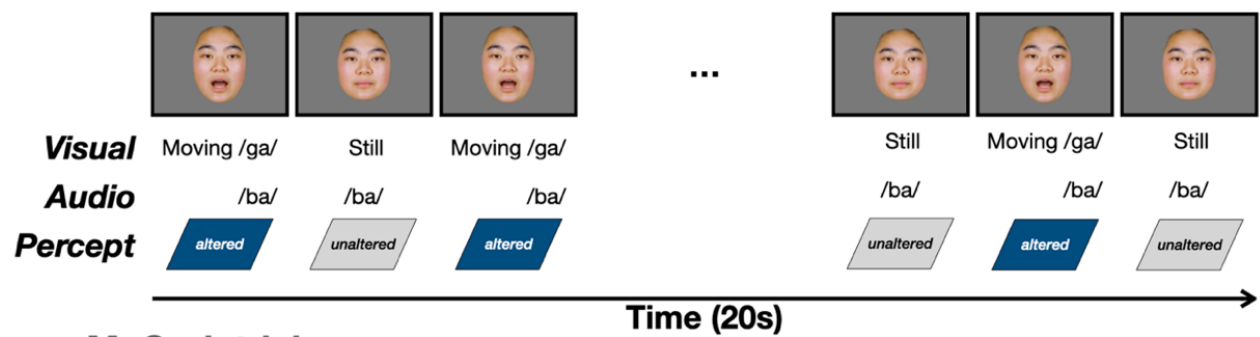 ...
Visual Moving /ga/ Still Moving /ga/ Still Moving /ga/ Still
Audio /ba/ /ba/ /ba/ /ba/ /ba/ /ba/
Percept altered unaltered altered unaltered altered unaltered
Time (20s)